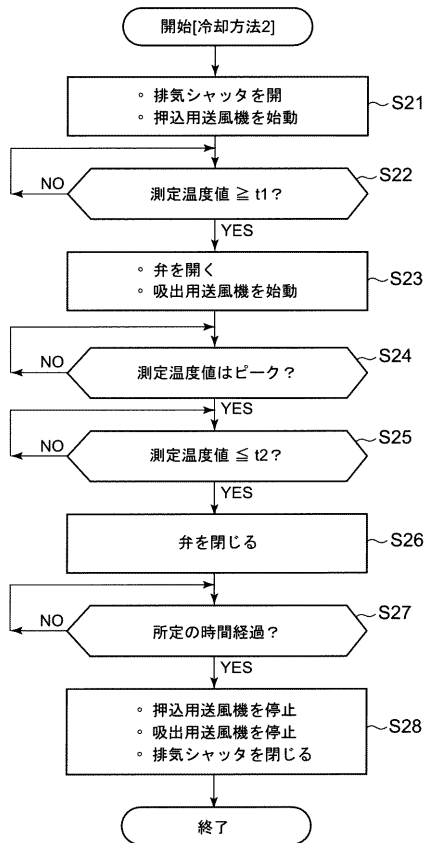 開始[冷却方法2]
。排気シャッタを開
。押込用送風機を始動
S21
測定温度値 ≧ t1？
S22
NO
YES
。弁を開く
。吸出用送風機を始動
S23
測定温度値はピーク？
S24
NO
YES
測定温度値 ≦ t2？
S25
NO
YES
弁を閉じる
S26
所定の時間経過？
S27
NO
YES
。押込用送風機を停止
。吸出用送風機を停止
。排気シャッタを閉じる
S28
終了